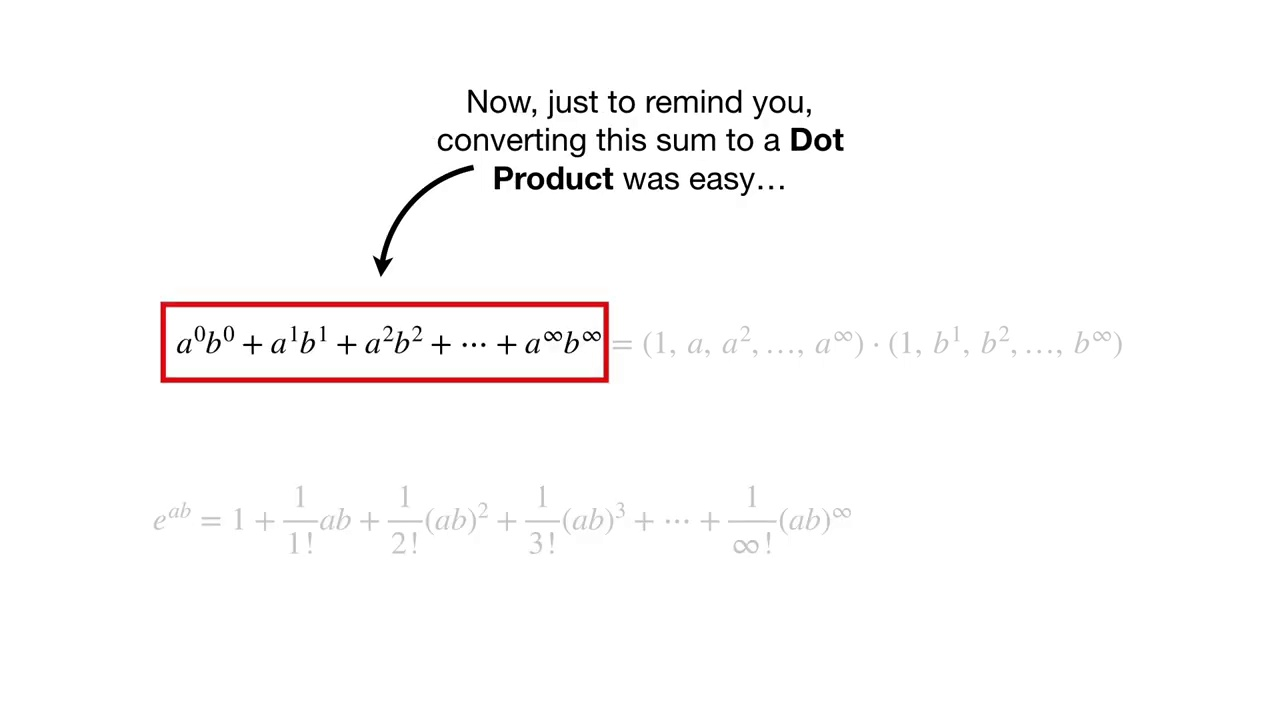 Now, just to remind you,
converting this sum to a Dot
Product was easy…
a⁰b⁰ + a¹b¹ + a²b² + ⋯ + a^∞b^∞ = (1, a, a², …, a^∞) · (1, b¹, b², …, b^∞)
e^ab = 1 + 1/1! ab + 1/2! (ab)² + 1/3! (ab)³ + ⋯ + 1/∞! (ab)^∞